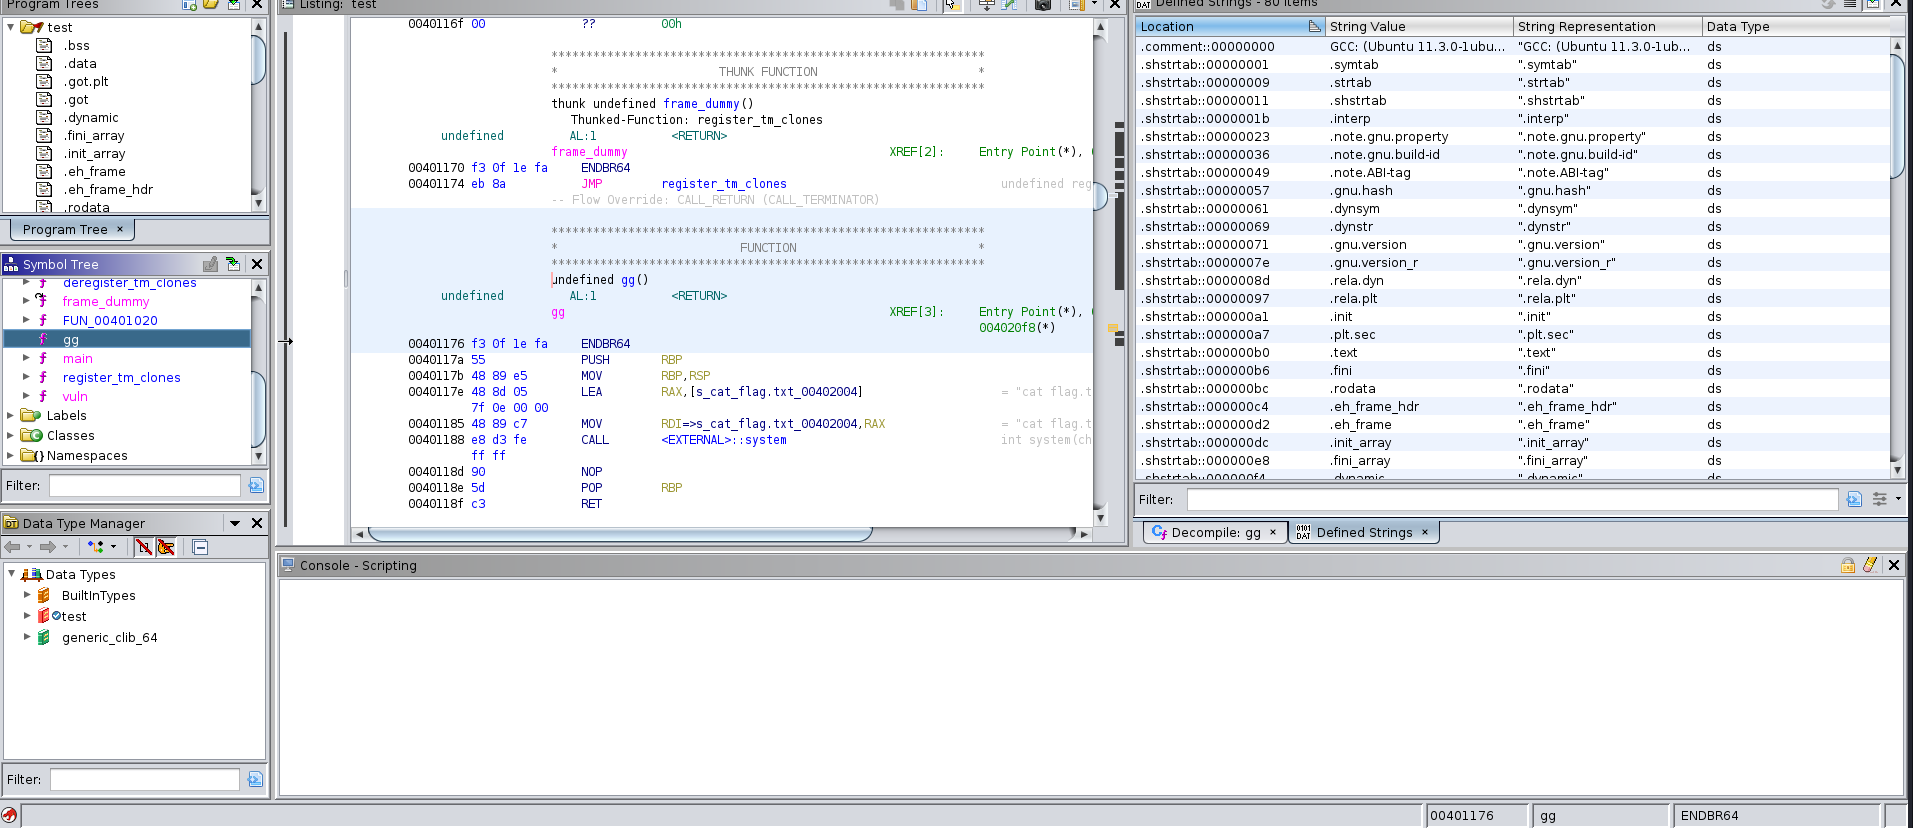 Program Trees
test
.bss
.data
.got.plt
.got
.dynamic
.fini_array
.init_array
.eh_frame
.eh_frame_hdr
.rodata
Program Tree ×
Symbol Tree
deregister_tm_clones
frame_dummy
FUN_00401020
gg
main
register_tm_clones
vuln
Labels
Classes
Namespaces
Filter:
Data Type Manager
Data Types
BuiltInTypes
test
generic_clib_64
Filter:
Listing: test
0040116f 00 ?? 00h
**************************************************************
* THUNK FUNCTION *
**************************************************************
thunk undefined frame_dummy()
Thunked-Function: register_tm_clones
undefined AL:1 <RETURN>
frame_dummy XREF[2]: Entry Point(*),
00401170 f3 0f 1e fa ENDBR64
00401174 eb 8a JMP register_tm_clones undefined reg
-- Flow Override: CALL_RETURN (CALL_TERMINATOR)
**************************************************************
* FUNCTION *
**************************************************************
undefined gg()
undefined AL:1 <RETURN>
gg XREF[3]: Entry Point(*),
004020f8(*)
00401176 f3 0f 1e fa ENDBR64
0040117a 55 PUSH RBP
0040117b 48 89 e5 MOV RBP,RSP
0040117e 48 8d 05 LEA RAX,[s_cat_flag.txt_00402004] = "cat flag.t
7f 0e 00 00
00401185 48 89 c7 MOV RDI=>s_cat_flag.txt_00402004,RAX = "cat flag.t
00401188 e8 d3 fe CALL <EXTERNAL>::system int system(ch
ff ff
0040118d 90 NOP
0040118e 5d POP RBP
0040118f c3 RET
Defined Strings - 80 items
Location String Value String Representation Data Type
.comment::00000000 GCC: (Ubuntu 11.3.0-1ubu... "GCC: (Ubuntu 11.3.0-1ub... ds
.shstrtab::00000001 .symtab ".symtab" ds
.shstrtab::00000009 .strtab ".strtab" ds
.shstrtab::00000011 .shstrtab ".shstrtab" ds
.shstrtab::0000001b .interp ".interp" ds
.shstrtab::00000023 .note.gnu.property ".note.gnu.property" ds
.shstrtab::00000036 .note.gnu.build-id ".note.gnu.build-id" ds
.shstrtab::00000049 .note.ABI-tag ".note.ABI-tag" ds
.shstrtab::00000057 .gnu.hash ".gnu.hash" ds
.shstrtab::00000061 .dynsym ".dynsym" ds
.shstrtab::00000069 .dynstr ".dynstr" ds
.shstrtab::00000071 .gnu.version ".gnu.version" ds
.shstrtab::0000007e .gnu.version_r ".gnu.version_r" ds
.shstrtab::0000008d .rela.dyn ".rela.dyn" ds
.shstrtab::00000097 .rela.plt ".rela.plt" ds
.shstrtab::000000a1 .init ".init" ds
.shstrtab::000000a7 .plt.sec ".plt.sec" ds
.shstrtab::000000b0 .text ".text" ds
.shstrtab::000000b6 .fini ".fini" ds
.shstrtab::000000bc .rodata ".rodata" ds
.shstrtab::000000c4 .eh_frame_hdr ".eh_frame_hdr" ds
.shstrtab::000000d2 .eh_frame ".eh_frame" ds
.shstrtab::000000dc .init_array ".init_array" ds
.shstrtab::000000e8 .fini_array ".fini_array" ds
.shstrtab::000000f4 .dynamic ".dynamic" ds
Filter:
Decompile: gg × Defined Strings ×
Console - Scripting
00401176 gg ENDBR64